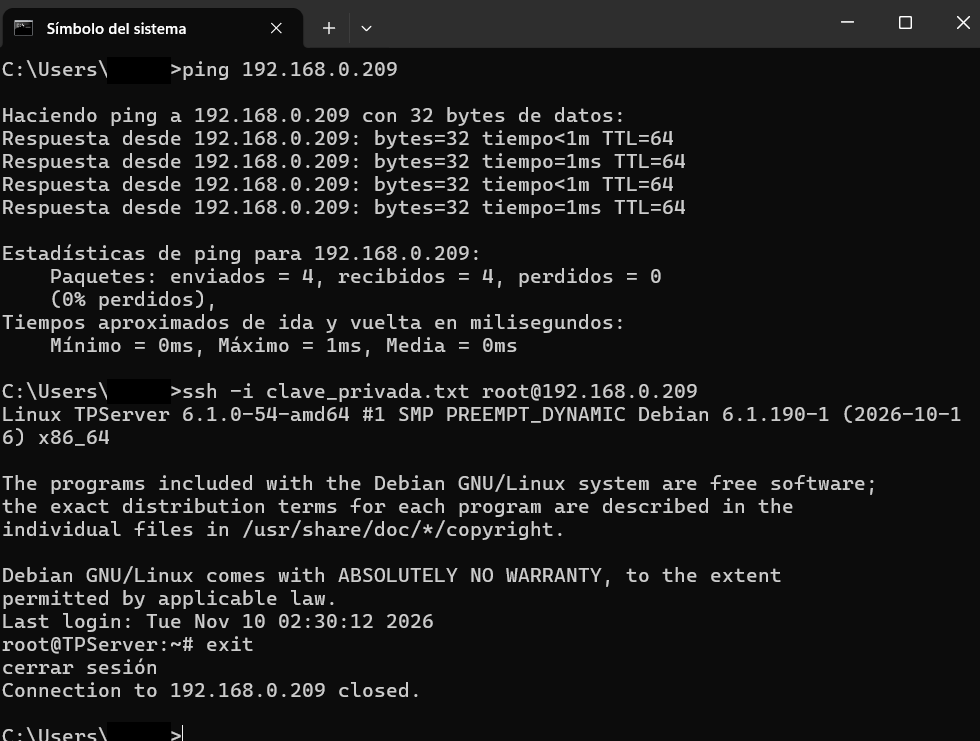 Símbolo del sistema
C:\Users\ >ping 192.168.0.209
Haciendo ping a 192.168.0.209 con 32 bytes de datos:
Respuesta desde 192.168.0.209: bytes=32 tiempo<1m TTL=64
Respuesta desde 192.168.0.209: bytes=32 tiempo=1ms TTL=64
Respuesta desde 192.168.0.209: bytes=32 tiempo<1m TTL=64
Respuesta desde 192.168.0.209: bytes=32 tiempo=1ms TTL=64
Estadísticas de ping para 192.168.0.209:
    Paquetes: enviados = 4, recibidos = 4, perdidos = 0
    (0% perdidos),
Tiempos aproximados de ida y vuelta en milisegundos:
    Mínimo = 0ms, Máximo = 1ms, Media = 0ms
C:\Users\ >ssh -i clave_privada.txt root@192.168.0.209
Linux TPServer 6.1.0-54-amd64 #1 SMP PREEMPT_DYNAMIC Debian 6.1.190-1 (2026-10-1
6) x86_64
The programs included with the Debian GNU/Linux system are free software;
the exact distribution terms for each program are described in the
individual files in /usr/share/doc/*/copyright.
Debian GNU/Linux comes with ABSOLUTELY NO WARRANTY, to the extent
permitted by applicable law.
Last login: Tue Nov 10 02:30:12 2026
root@TPServer:~# exit
cerrar sesión
Connection to 192.168.0.209 closed.
C:\Users\ >